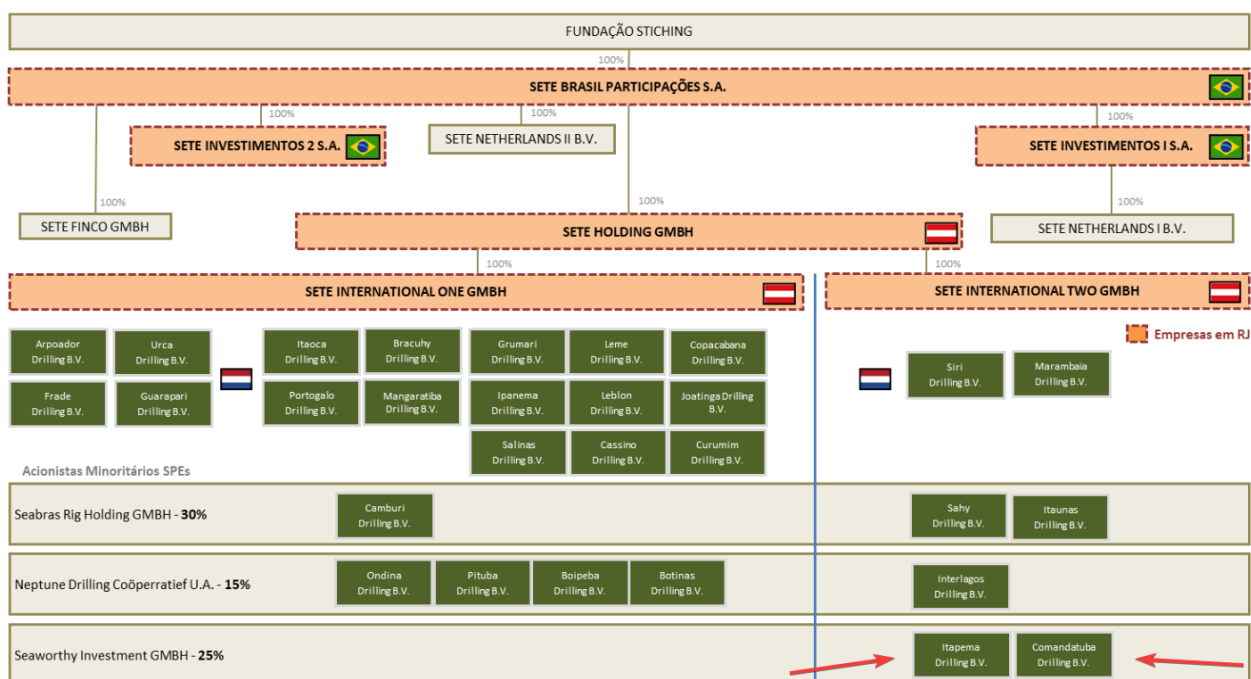 FUNDAÇÃO STICHING
100%
SETE BRASIL PARTICIPAÇÕES S.A.
100%
100%
100%
SETE INVESTIMENTOS 2 S.A.
SETE NETHERLANDS II B.V.
SETE INVESTIMENTOS I S.A.
100%
100%
100%
SETE FINCO GMBH
SETE HOLDING GMBH
SETE NETHERLANDS I B.V.
100%
100%
SETE INTERNATIONAL ONE GMBH
SETE INTERNATIONAL TWO GMBH
Empresas em RJ
Arpoador
Drilling B.V.
Urca
Drilling B.V.
Itaoca
Drilling B.V.
Bracuhy
Drilling B.V.
Grumari
Drilling B.V.
Leme
Drilling B.V.
Copacabana
Drilling B.V.
Siri
Drilling B.V.
Marambaia
Drilling B.V.
Frade
Drilling B.V.
Guarapari
Drilling B.V.
Portogalo
Drilling B.V.
Mangaratiba
Drilling B.V.
Ipanema
Drilling B.V.
Leblon
Drilling B.V.
Joatinga Drilling
B.V.
Salinas
Drilling B.V.
Cassino
Drilling B.V.
Curumim
Drilling B.V.
Acionistas Minoritários SPEs
Seabras Rig Holding GMBH - 30%
Camburi
Drilling B.V.
Sahy
Drilling B.V.
Itaunas
Drilling B.V.
Neptune Drilling Coöperratief U.A. - 15%
Ondina
Drilling B.V.
Pituba
Drilling B.V.
Boipeba
Drilling B.V.
Botinas
Drilling B.V.
Interlagos
Drilling B.V.
Seaworthy Investment GMBH - 25%
Itapema
Drilling B.V.
Comandatuba
Drilling B.V.